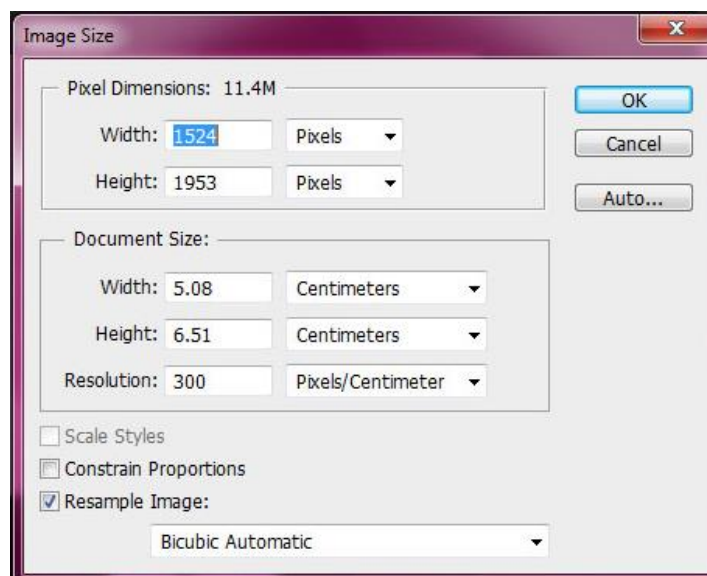 Image Size
Pixel Dimensions: 11.4M
Width: 1524 Pixels
Height: 1953 Pixels
OK
Cancel
Auto...
Document Size:
Width: 5.08 Centimeters
Height: 6.51 Centimeters
Resolution: 300 Pixels/Centimeter
Scale Styles
Constrain Proportions
Resample Image:
Bicubic Automatic